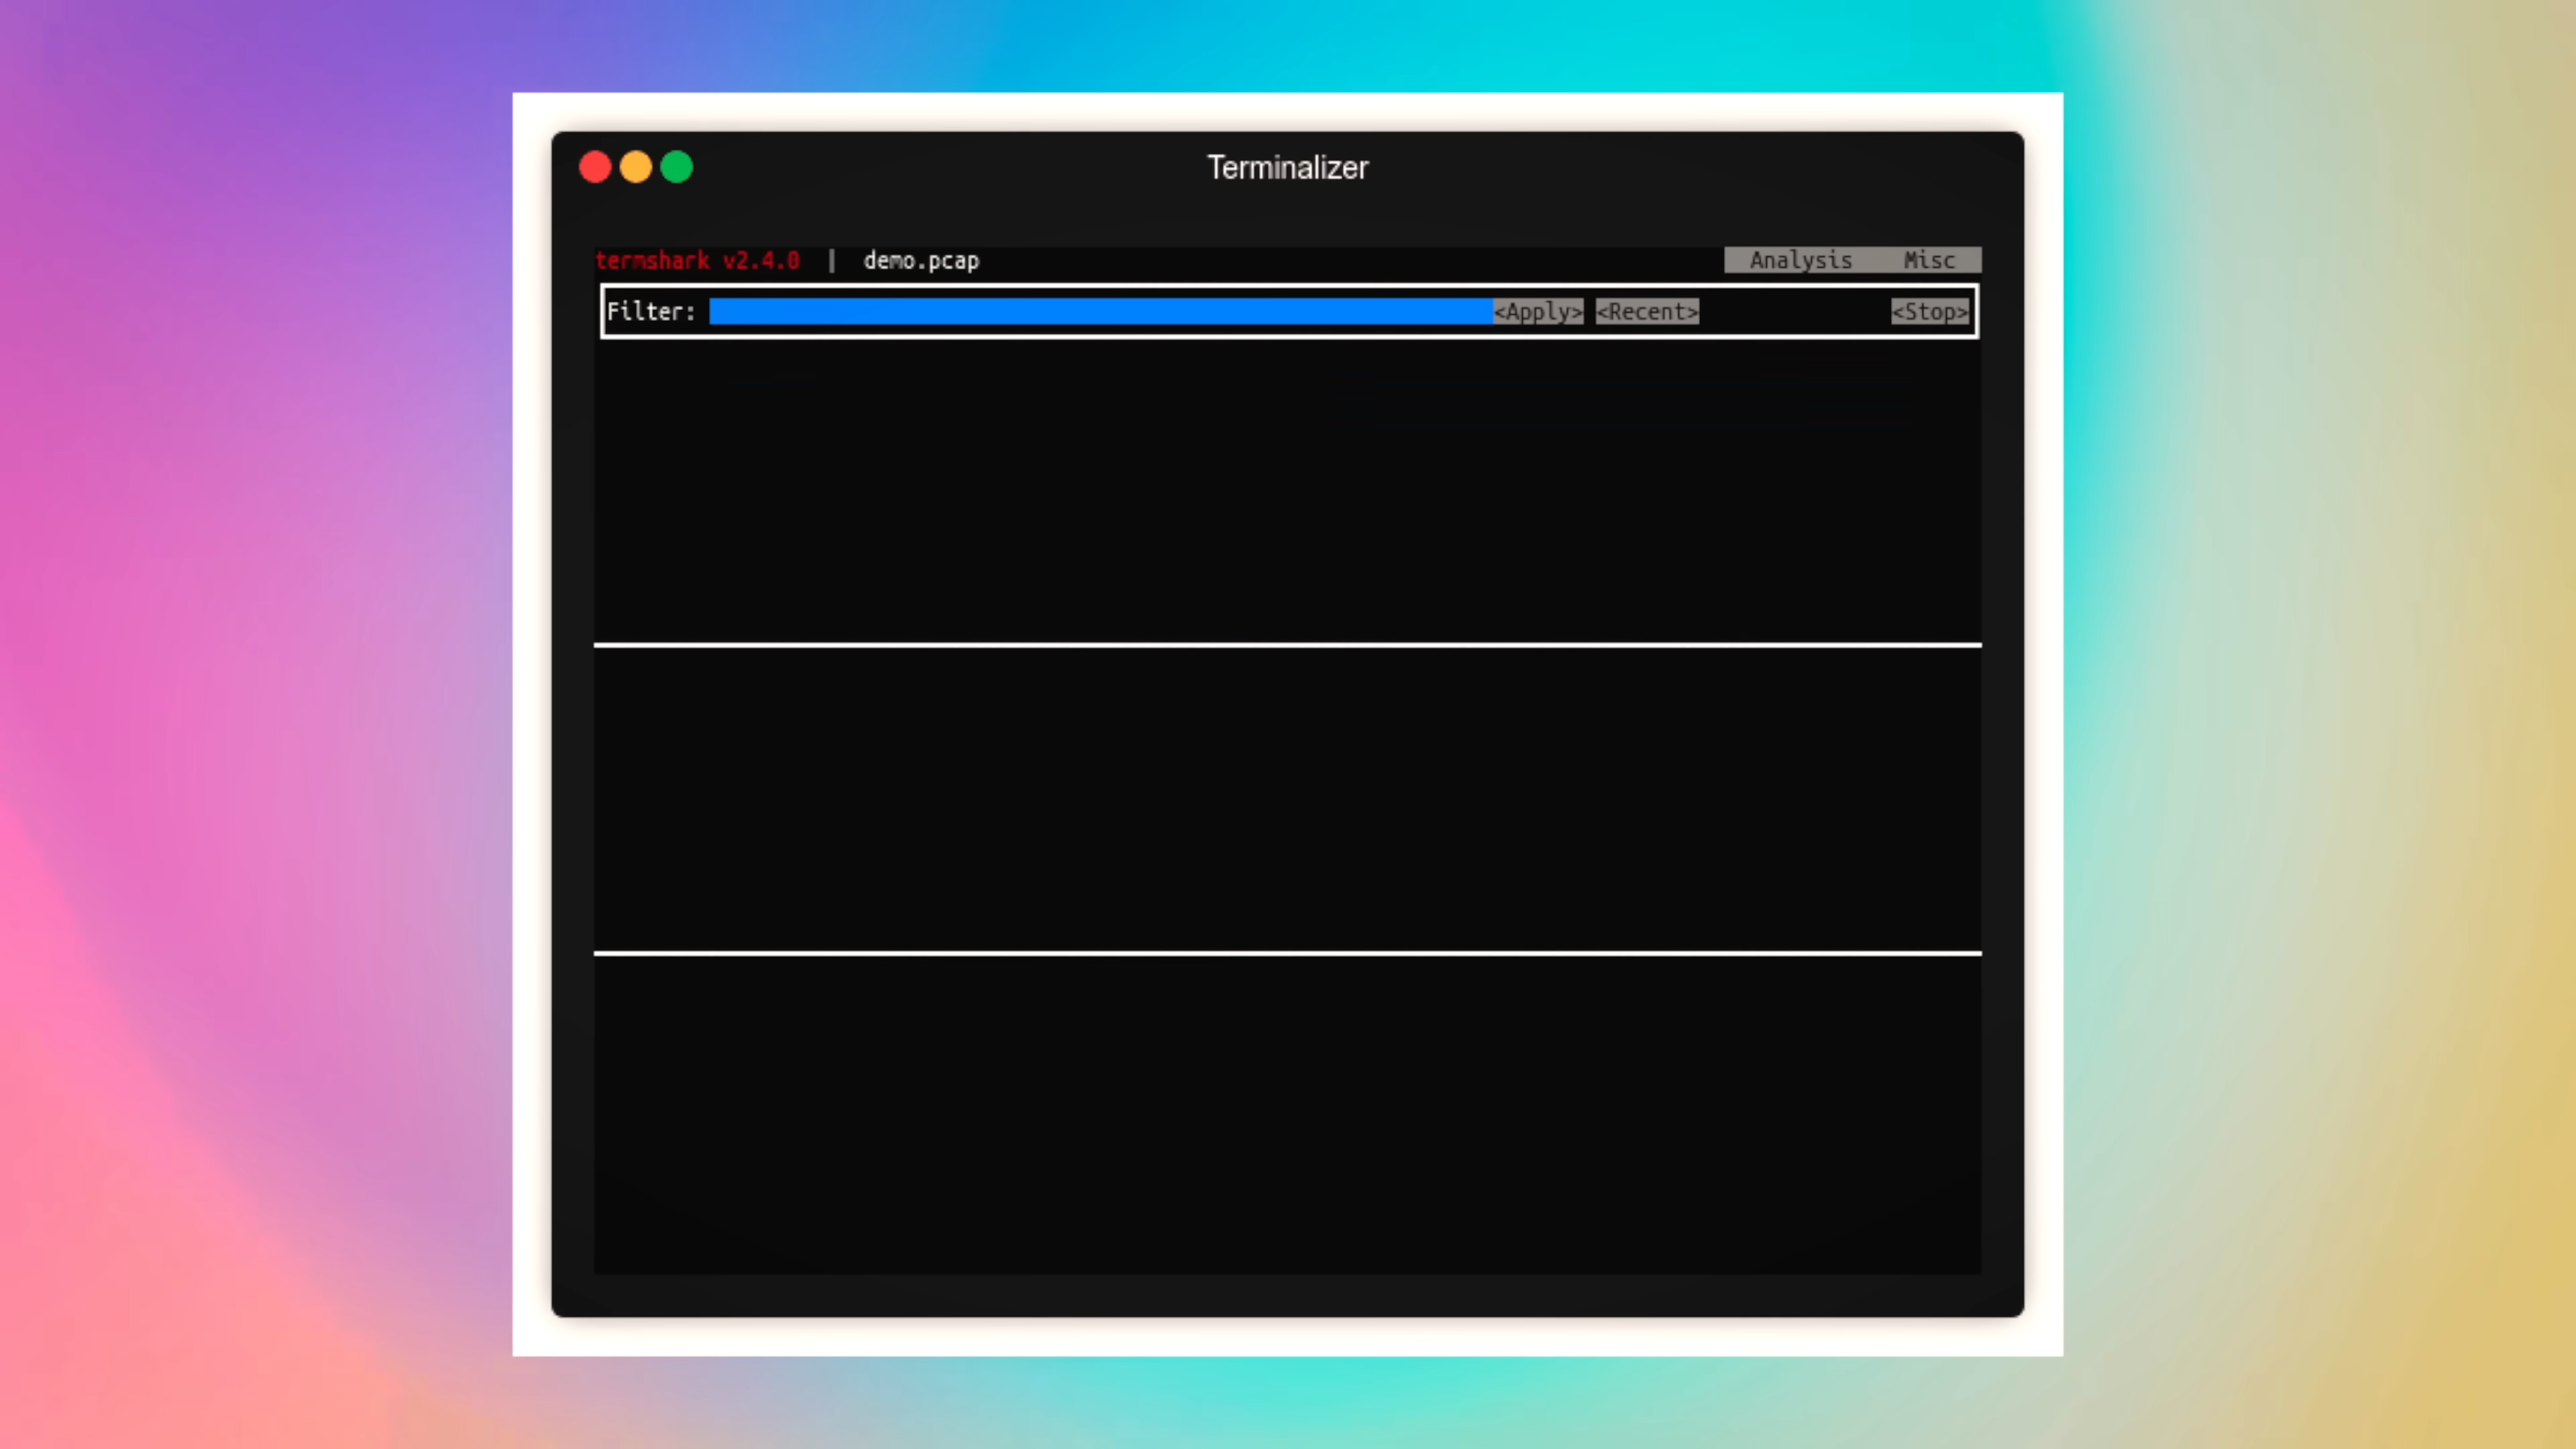 Terminalizer
termshark v2.4.0 | demo.pcap Analysis Misc
Filter: <Apply> <Recent> <Stop>